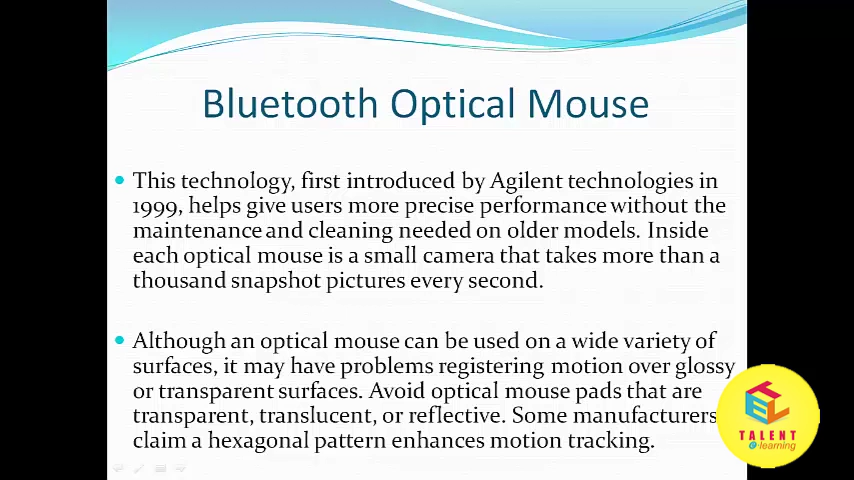 Bluetooth Optical Mouse
This technology, first introduced by Agilent technologies in
1999, helps give users more precise performance without the
maintenance and cleaning needed on older models. Inside
each optical mouse is a small camera that takes more than a
thousand snapshot pictures every second.
Although an optical mouse can be used on a wide variety of
surfaces, it may have problems registering motion over glossy
or transparent surfaces. Avoid optical mouse pads that are
transparent, translucent, or reflective. Some manufacturers
claim a hexagonal pattern enhances motion tracking.
TEL
TALENT
e-learning